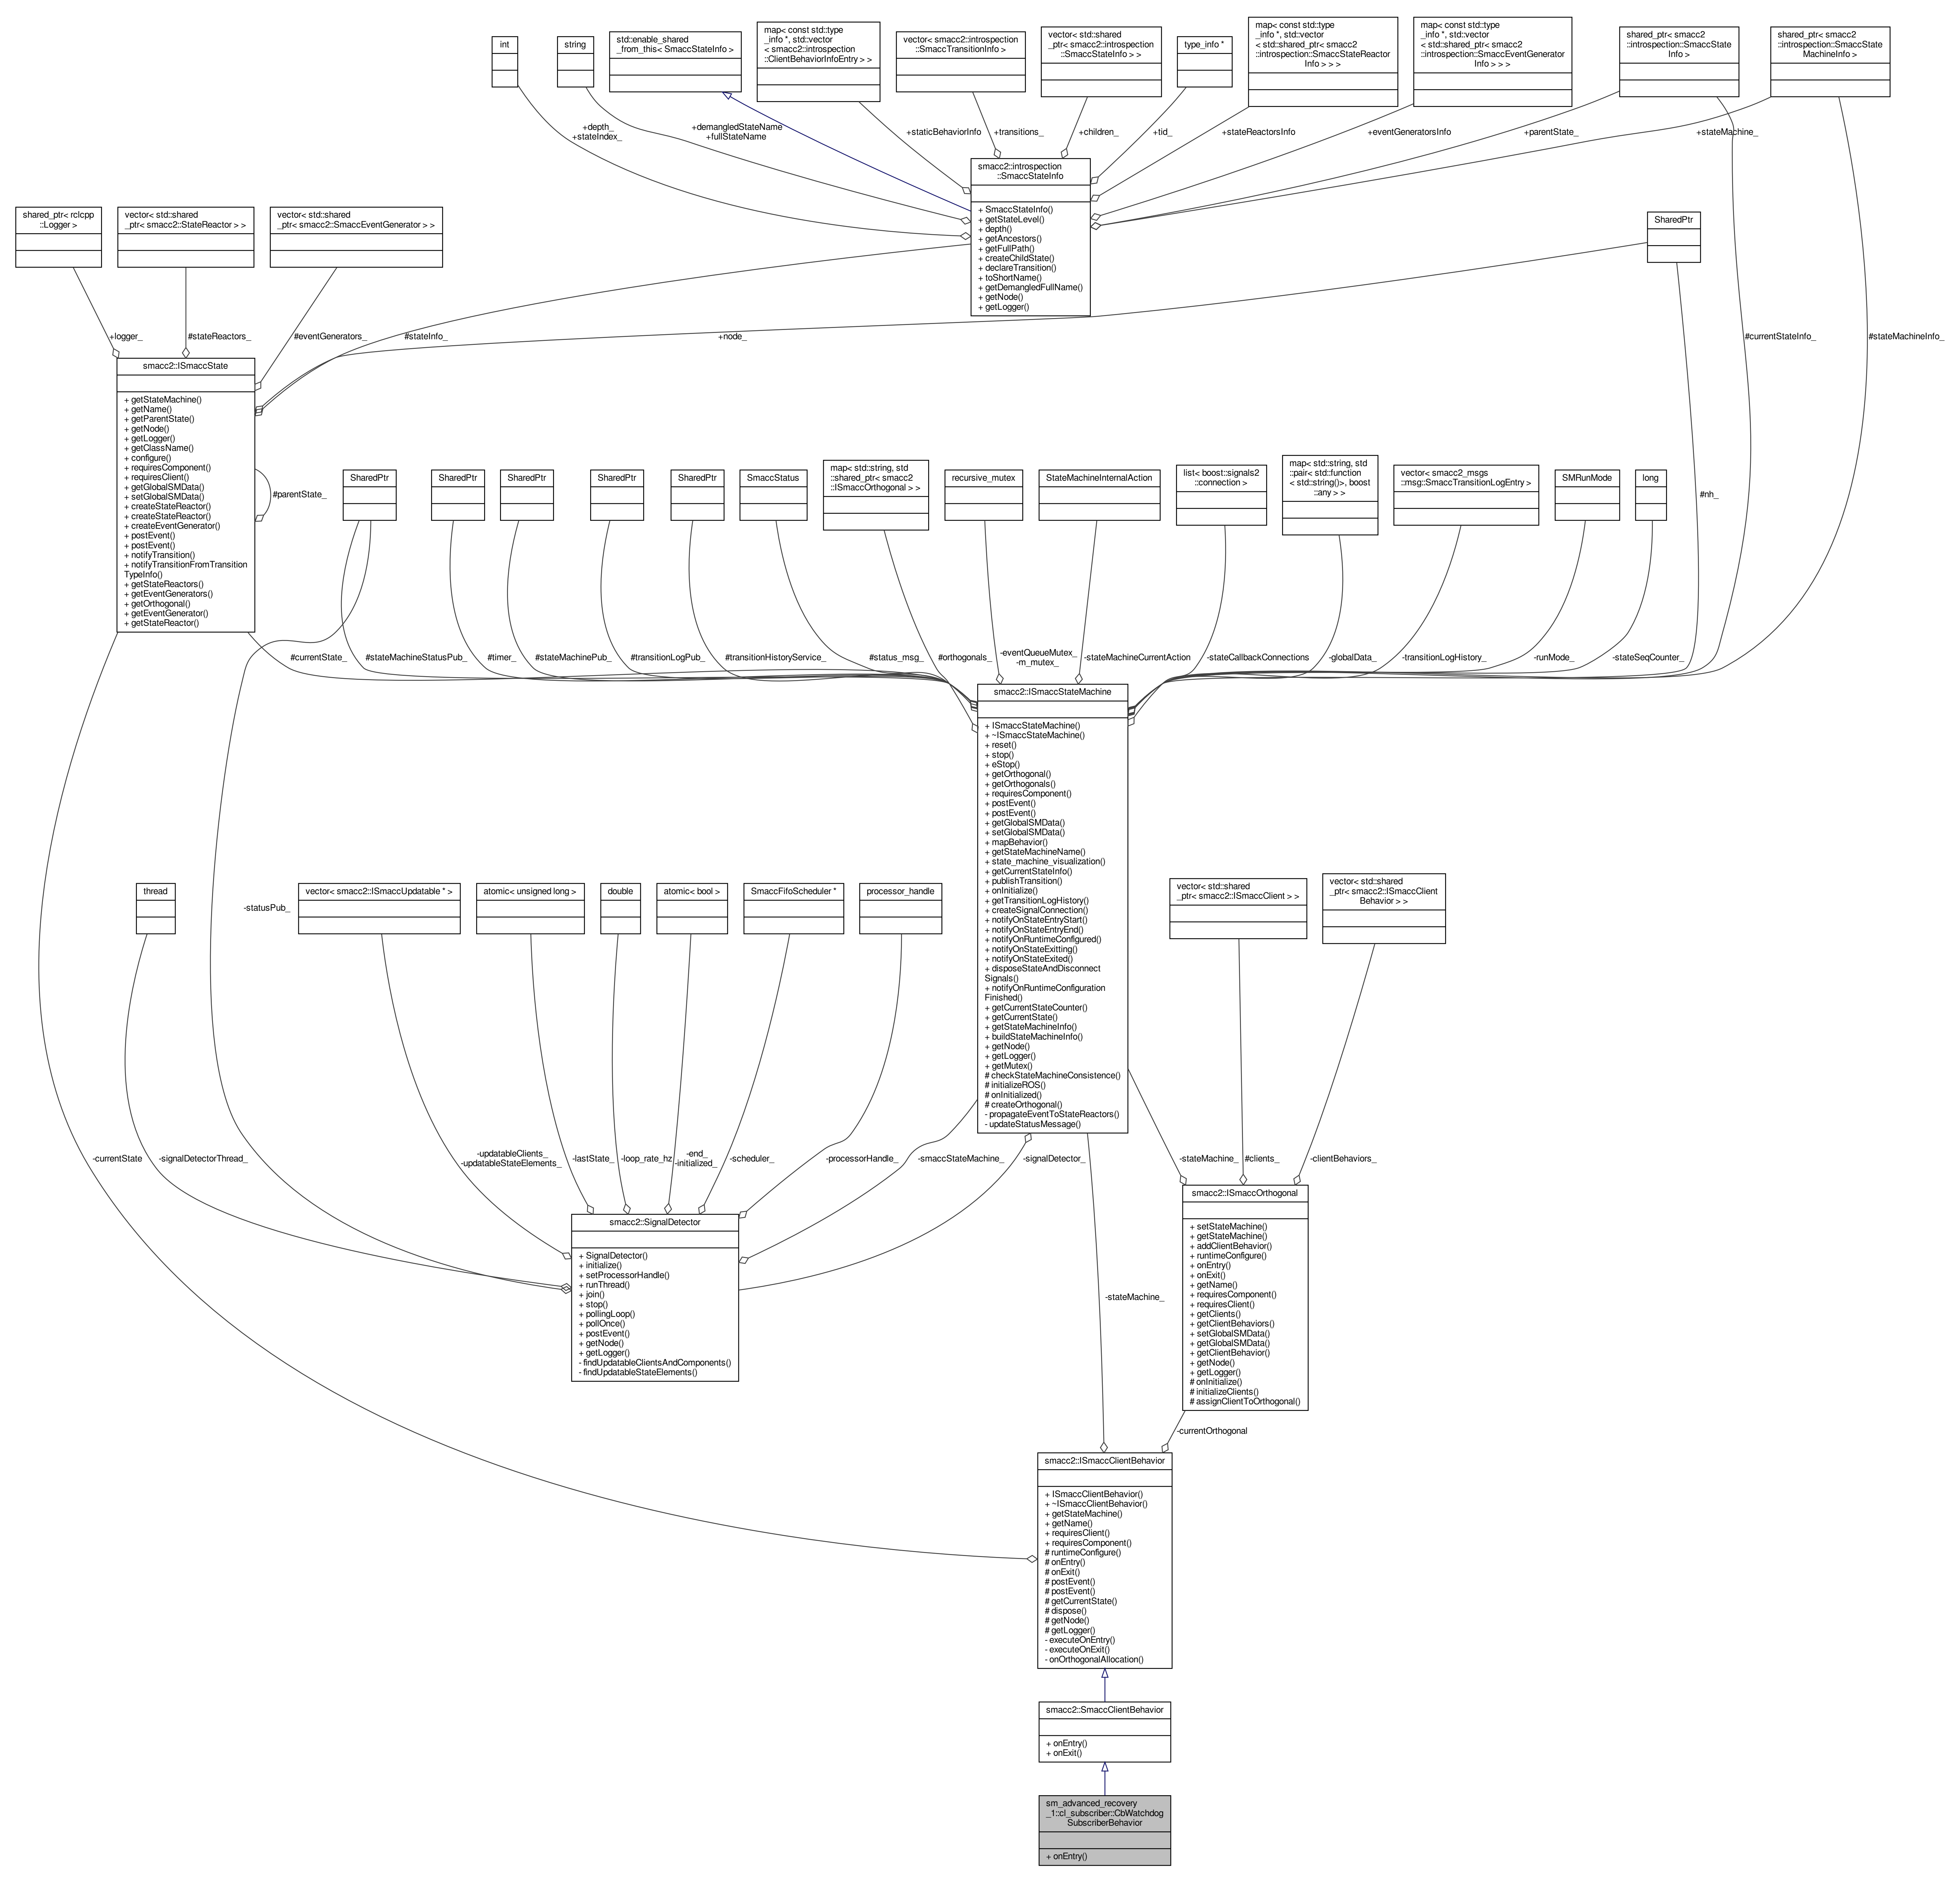 int
string
std::enable_shared
_from_this< SmaccStateInfo >
map< const std::type
_info *, std::vector
< smacc2::introspection
::ClientBehaviorInfoEntry > >
vector< smacc2::introspection
::SmaccTransitionInfo >
vector< std::shared
_ptr< smacc2::introspection
::SmaccStateInfo > >
type_info *
map< const std::type
_info *, std::vector
< std::shared_ptr< smacc2
::introspection::SmaccStateReactor
Info > > >
map< const std::type
_info *, std::vector
< std::shared_ptr< smacc2
::introspection::SmaccEventGenerator
Info > > >
shared_ptr< smacc2
::introspection::SmaccState
Info >
shared_ptr< smacc2
::introspection::SmaccState
MachineInfo >
+depth_
+stateIndex_
+demangledStateName
+fullStateName
+staticBehaviorInfo
+transitions_
+children_
+tid_
+stateReactorsInfo
+eventGeneratorsInfo
+parentState_
+stateMachine_
smacc2::introspection
::SmaccStateInfo
+ SmaccStateInfo()
+ getStateLevel()
+ depth()
+ getAncestors()
+ getFullPath()
+ createChildState()
+ declareTransition()
+ toShortName()
+ getDemangledFullName()
+ getNode()
+ getLogger()
shared_ptr< rclcpp
::Logger >
vector< std::shared
_ptr< smacc2::StateReactor > >
vector< std::shared
_ptr< smacc2::SmaccEventGenerator > >
SharedPtr
+logger_
#stateReactors_
#eventGenerators_
#stateInfo_
+node_
#currentStateInfo_
#stateMachineInfo_
smacc2::ISmaccState
+ getStateMachine()
+ getName()
+ getParentState()
+ getNode()
+ getLogger()
+ getClassName()
+ configure()
+ requiresComponent()
+ requiresClient()
+ getGlobalSMData()
+ setGlobalSMData()
+ createStateReactor()
+ createStateReactor()
+ createEventGenerator()
+ postEvent()
+ postEvent()
+ notifyTransition()
+ notifyTransitionFromTransition
TypeInfo()
+ getStateReactors()
+ getEventGenerators()
+ getOrthogonal()
+ getEventGenerator()
+ getStateReactor()
#parentState_
SharedPtr
SharedPtr
SharedPtr
SharedPtr
SharedPtr
SmaccStatus
map< std::string, std
::shared_ptr< smacc2
::ISmaccOrthogonal > >
recursive_mutex
StateMachineInternalAction
list< boost::signals2
::connection >
map< std::string, std
::pair< std::function
< std::string()>, boost
::any > >
vector< smacc2_msgs
::msg::SmaccTransitionLogEntry >
SMRunMode
long
#nh_
#currentState_
#stateMachineStatusPub_
#timer_
#stateMachinePub_
#transitionLogPub_
#transitionHistoryService_
#status_msg_
#orthogonals_
-eventQueueMutex_
-m_mutex_
-stateMachineCurrentAction
-stateCallbackConnections
-globalData_
-transitionLogHistory_
-runMode_
-stateSeqCounter_
smacc2::ISmaccStateMachine
+ ISmaccStateMachine()
+ ~ISmaccStateMachine()
+ reset()
+ stop()
+ eStop()
+ getOrthogonal()
+ getOrthogonals()
+ requiresComponent()
+ postEvent()
+ postEvent()
+ getGlobalSMData()
+ setGlobalSMData()
+ mapBehavior()
+ getStateMachineName()
+ state_machine_visualization()
+ getCurrentStateInfo()
+ publishTransition()
+ onInitialize()
+ getTransitionLogHistory()
+ createSignalConnection()
+ notifyOnStateEntryStart()
+ notifyOnStateEntryEnd()
+ notifyOnRuntimeConfigured()
+ notifyOnStateExitting()
+ notifyOnStateExited()
+ disposeStateAndDisconnect
Signals()
+ notifyOnRuntimeConfiguration
Finished()
+ getCurrentStateCounter()
+ getCurrentState()
+ getStateMachineInfo()
+ buildStateMachineInfo()
+ getNode()
+ getLogger()
+ getMutex()
# checkStateMachineConsistence()
# initializeROS()
# onInitialized()
# createOrthogonal()
- propagateEventToStateReactors()
- updateStatusMessage()
thread
-statusPub_
vector< smacc2::ISmaccUpdatable * >
atomic< unsigned long >
double
atomic< bool >
SmaccFifoScheduler *
processor_handle
vector< std::shared
_ptr< smacc2::ISmaccClient > >
vector< std::shared
_ptr< smacc2::ISmaccClient
Behavior > >
-currentState
-signalDetectorThread_
-updatableClients_
-updatableStateElements_
-lastState_
-loop_rate_hz
-end_
-initialized_
-scheduler_
-processorHandle_
-smaccStateMachine_
-signalDetector_
-stateMachine_
#clients_
-clientBehaviors_
smacc2::SignalDetector
+ SignalDetector()
+ initialize()
+ setProcessorHandle()
+ runThread()
+ join()
+ stop()
+ pollingLoop()
+ pollOnce()
+ postEvent()
+ getNode()
+ getLogger()
- findUpdatableClientsAndComponents()
- findUpdatableStateElements()
smacc2::ISmaccOrthogonal
+ setStateMachine()
+ getStateMachine()
+ addClientBehavior()
+ runtimeConfigure()
+ onEntry()
+ onExit()
+ getName()
+ requiresComponent()
+ requiresClient()
+ getClients()
+ getClientBehaviors()
+ setGlobalSMData()
+ getGlobalSMData()
+ getClientBehavior()
+ getNode()
+ getLogger()
# onInitialize()
# initializeClients()
# assignClientToOrthogonal()
-stateMachine_
-currentOrthogonal
smacc2::ISmaccClientBehavior
+ ISmaccClientBehavior()
+ ~ISmaccClientBehavior()
+ getStateMachine()
+ getName()
+ requiresClient()
+ requiresComponent()
# runtimeConfigure()
# onEntry()
# onExit()
# postEvent()
# postEvent()
# getCurrentState()
# dispose()
# getNode()
# getLogger()
- executeOnEntry()
- executeOnExit()
- onOrthogonalAllocation()
smacc2::SmaccClientBehavior
+ onEntry()
+ onExit()
sm_advanced_recovery
_1::cl_subscriber::CbWatchdog
SubscriberBehavior
+ onEntry()